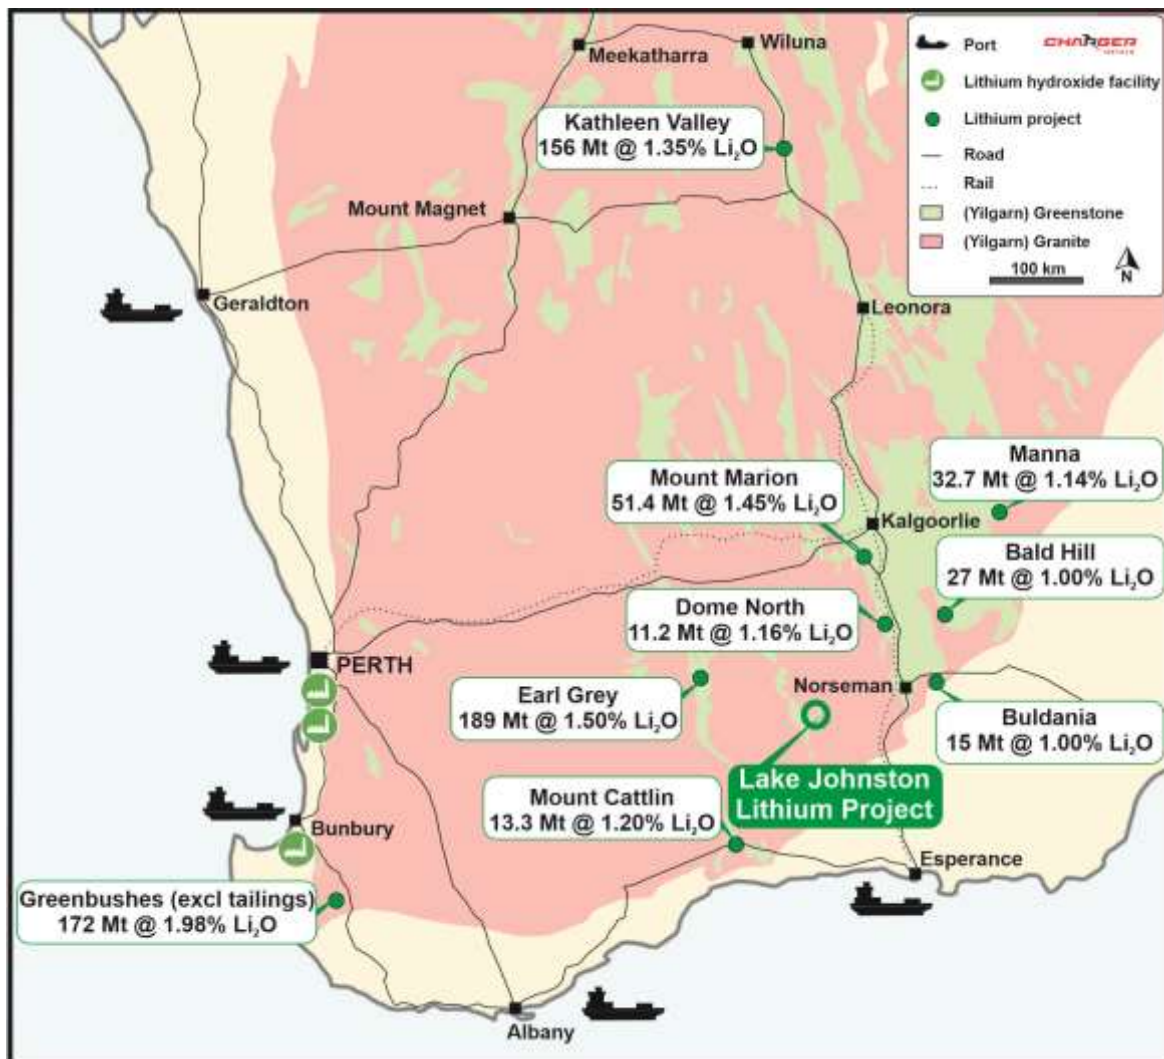 Meekatharra
Wiluna
Kathleen Valley
156 Mt @ 1.35% Li₂O
Mount Magnet
Geraldton
Leonora
Port
CHARGER
METALS
Lithium hydroxide facility
Lithium project
Road
Rail
(Yilgarn) Greenstone
(Yilgarn) Granite
100 km
N
Manna
32.7 Mt @ 1.14% Li₂O
Mount Marion
51.4 Mt @ 1.45% Li₂O
Kalgoorlie
Bald Hill
27 Mt @ 1.00% Li₂O
Dome North
11.2 Mt @ 1.16% Li₂O
PERTH
Earl Grey
189 Mt @ 1.50% Li₂O
Norseman
Buldania
15 Mt @ 1.00% Li₂O
Lake Johnston
Lithium Project
Mount Cattlin
13.3 Mt @ 1.20% Li₂O
Bunbury
Esperance
Greenbushes (excl tailings)
172 Mt @ 1.98% Li₂O
Albany